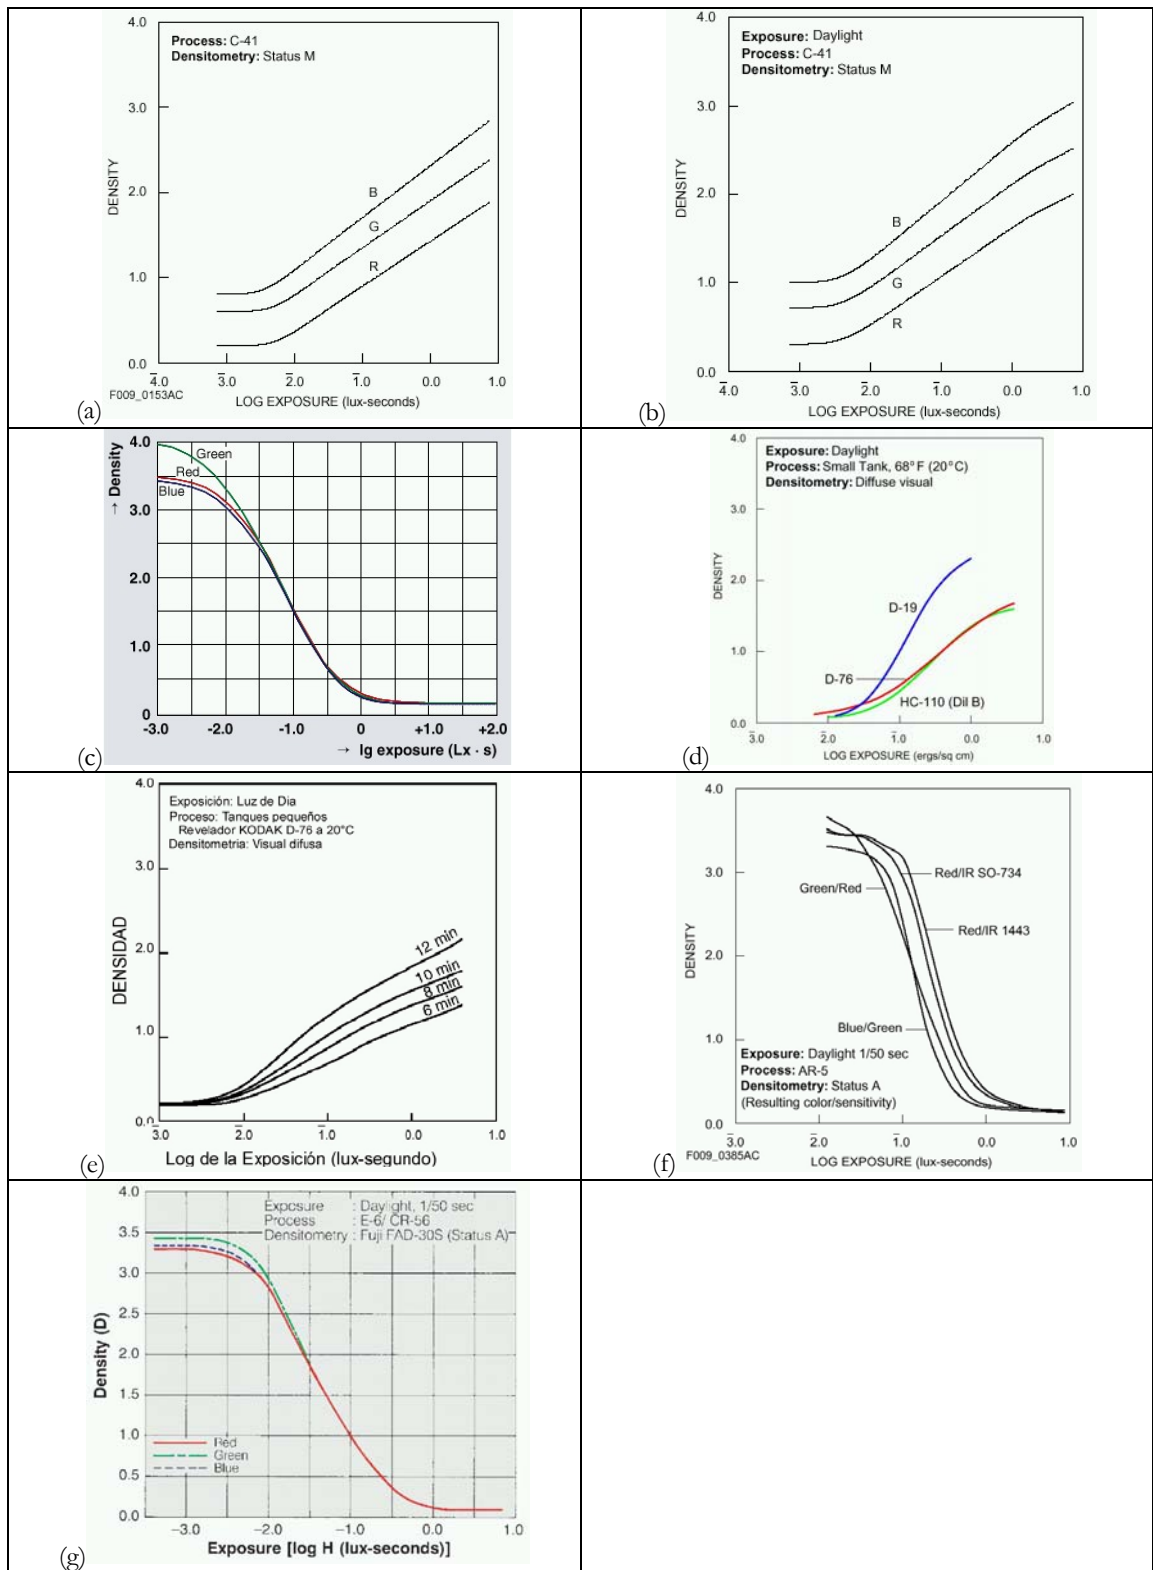 4.0
Process: C-41
Densitometry: Status M
3.0
DENSITY
2.0
B
G
1.0
R
0.0
4̅.0 3̅.0 2̅.0 1̅.0 0.0 1.0
F009_0153AC
LOG EXPOSURE (lux-seconds)
(a)
4.0
Exposure: Daylight
Process: C-41
Densitometry: Status M
3.0
DENSITY
2.0
B
1.0
G
R
0.0
4̅.0 3̅.0 2̅.0 1̅.0 0.0 1.0
LOG EXPOSURE (lux-seconds)
(b)
4.0
→ Density
Green
Red
Blue
3.0
2.0
1.0
0
-3.0 -2.0 -1.0 0 +1.0 +2.0
→ lg exposure (Lx · s)
(c)
4.0
Exposure: Daylight
Process: Small Tank, 68°F (20°C)
Densitometry: Diffuse visual
3.0
DENSITY
2.0
D-19
1.0
D-76
HC-110 (Dil B)
0.0
3̅.0 2̅.0 1̅.0 0.0 1.0
LOG EXPOSURE (ergs/sq cm)
(d)
4.0
Exposición: Luz de Dia
Proceso: Tanques pequeños
Revelador KODAK D-76 a 20°C
Densitometria: Visual difusa
3.0
DENSIDAD
2.0
12 min
10 min
8 min
6 min
1.0
0.0
3̅.0 2̅.0 1̅.0 0.0 1.0
Log de la Exposición (lux-segundo)
(e)
4.0
3.0
Red/IR SO-734
Green/Red
Red/IR 1443
DENSITY
2.0
Blue/Green
1.0
Exposure: Daylight 1/50 sec
Process: AR-5
Densitometry: Status A
(Resulting color/sensitivity)
0.0
3̅.0 2̅.0 1̅.0 0.0 1.0
F009_0385AC
LOG EXPOSURE (lux-seconds)
(f)
4.0
Exposure : Daylight, 1/50 sec
Process : E-6/ CR-56
Densitometry : Fuji FAD-30S (Status A)
3.5
3.0
2.5
Density (D)
2.0
1.5
1.0
Red
Green
Blue
0.5
0.0
−3.0 −2.0 −1.0 0.0 1.0
Exposure [log H (lux-seconds)]
(g)